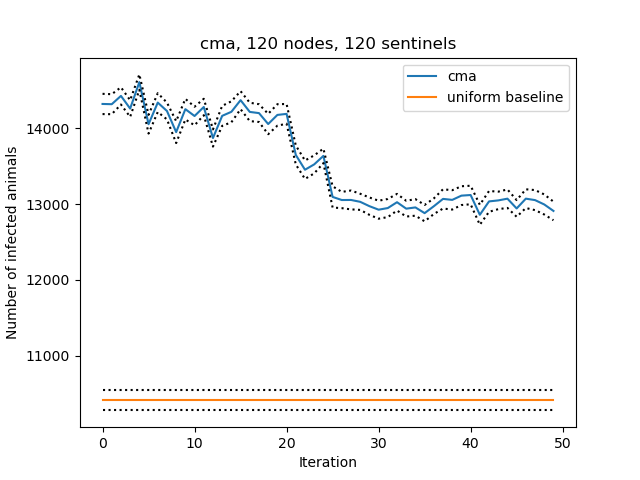 cma, 120 nodes, 120 sentinels
cma
uniform baseline
Number of infected animals
14000
13000
12000
11000
0 10 20 30 40 50
Iteration